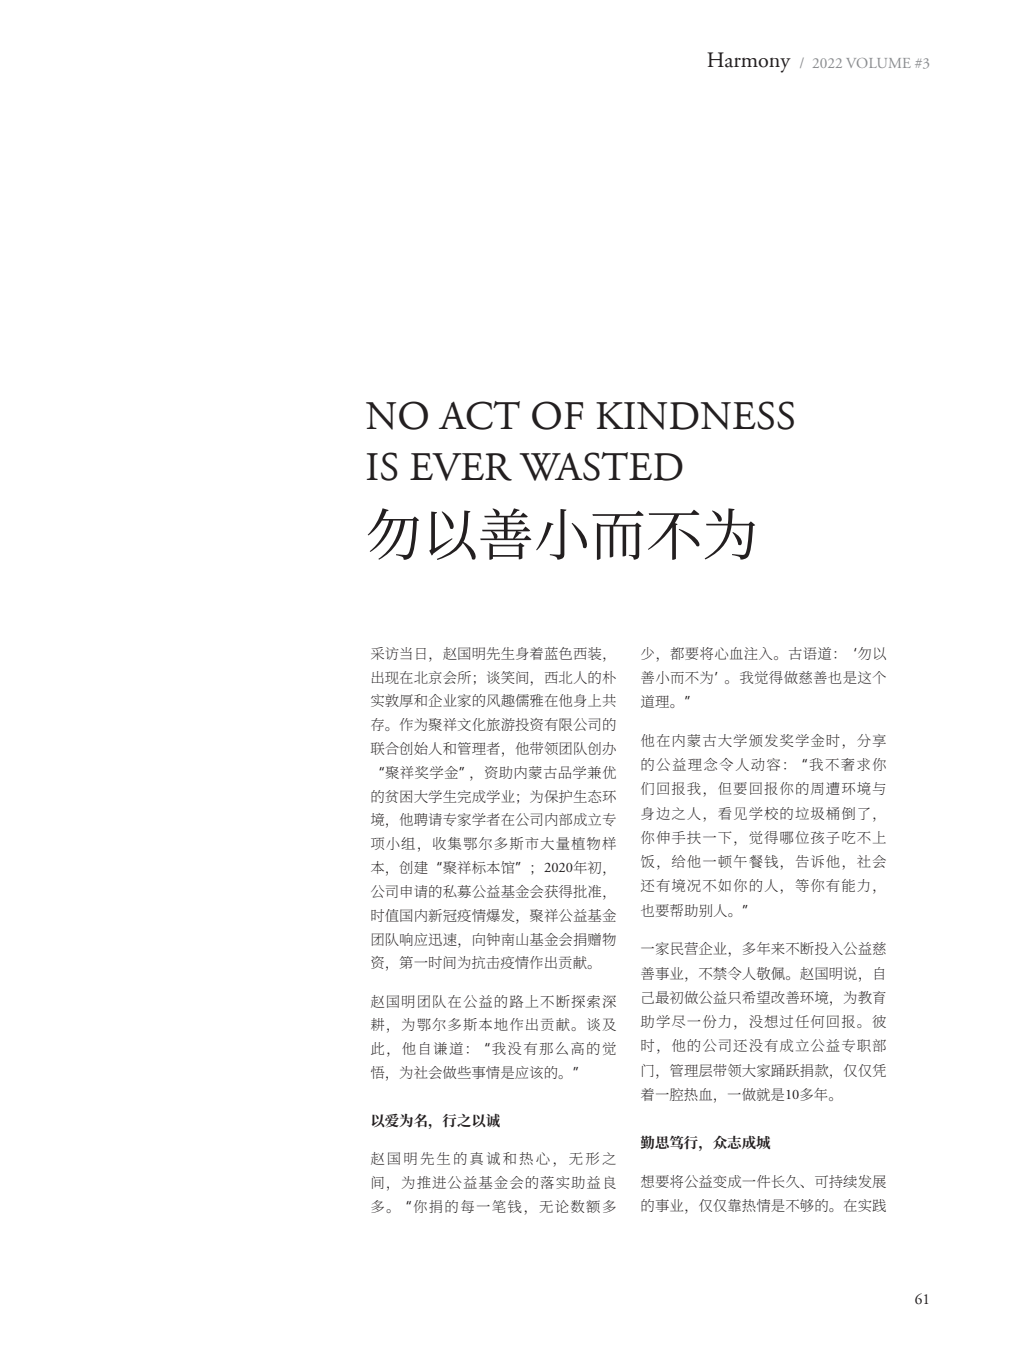 Harmony / 2022 VOLUME #3
NO ACT OF KINDNESS
IS EVER WASTED
勿以善小而不为
采访当日，赵国明先生身着蓝色西装，
出现在北京会所；谈笑间，西北人的朴
实敦厚和企业家的风趣儒雅在他身上共
存。作为聚祥文化旅游投资有限公司的
联合创始人和管理者，他带领团队创办
“聚祥奖学金”，资助内蒙古品学兼优
的贫困大学生完成学业；为保护生态环
境，他聘请专家学者在公司内部成立专
项小组，收集鄂尔多斯市大量植物样
本，创建“聚祥标本馆”；2020年初，
公司申请的私募公益基金会获得批准，
时值国内新冠疫情爆发，聚祥公益基金
团队响应迅速，向钟南山基金会捐赠物
资，第一时间为抗击疫情作出贡献。
赵国明团队在公益的路上不断探索深
耕，为鄂尔多斯本地作出贡献。谈及
此，他自谦道：“我没有那么高的觉
悟，为社会做些事情是应该的。”
以爱为名，行之以诚
赵国明先生的真诚和热心，无形之
间，为推进公益基金会的落实助益良
多。“你捐的每一笔钱，无论数额多
少，都要将心血注入。古语道：‘勿以
善小而不为’。我觉得做慈善也是这个
道理。”
他在内蒙古大学颁发奖学金时，分享
的公益理念令人动容：“我不奢求你
们回报我，但要回报你的周遭环境与
身边之人，看见学校的垃圾桶倒了，
你伸手扶一下，觉得哪位孩子吃不上
饭，给他一顿午餐钱，告诉他，社会
还有境况不如你的人，等你有能力，
也要帮助别人。”
一家民营企业，多年来不断投入公益慈
善事业，不禁令人敬佩。赵国明说，自
己最初做公益只希望改善环境，为教育
助学尽一份力，没想过任何回报。彼
时，他的公司还没有成立公益专职部
门，管理层带领大家踊跃捐款，仅仅凭
着一腔热血，一做就是10多年。
勤思笃行，众志成城
想要将公益变成一件长久、可持续发展
的事业，仅仅靠热情是不够的。在实践
61